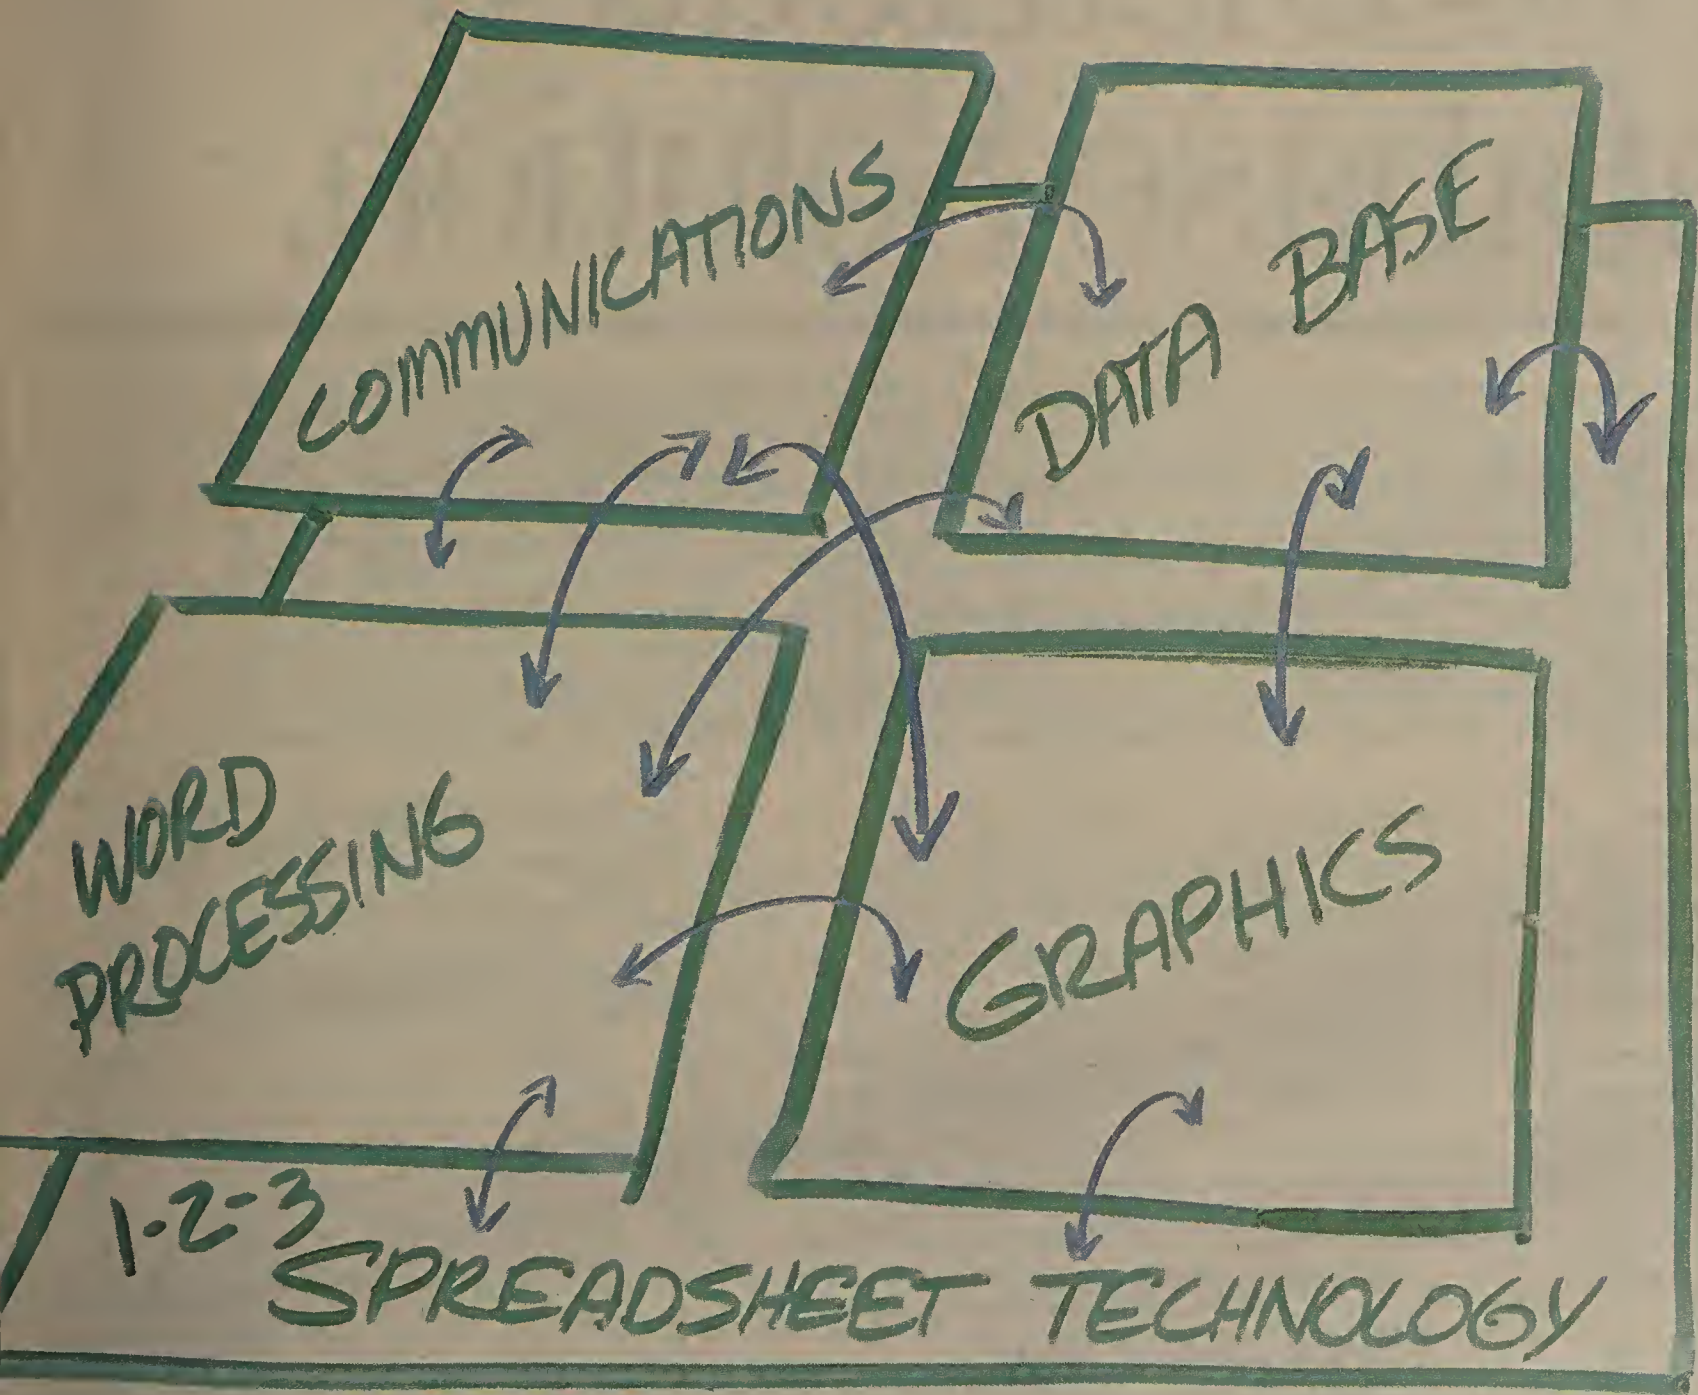 COMMUNICATIONS
DATA BASE
WORD
PROCESSING
GRAPHICS
1-2-3
SPREADSHEET TECHNOLOGY